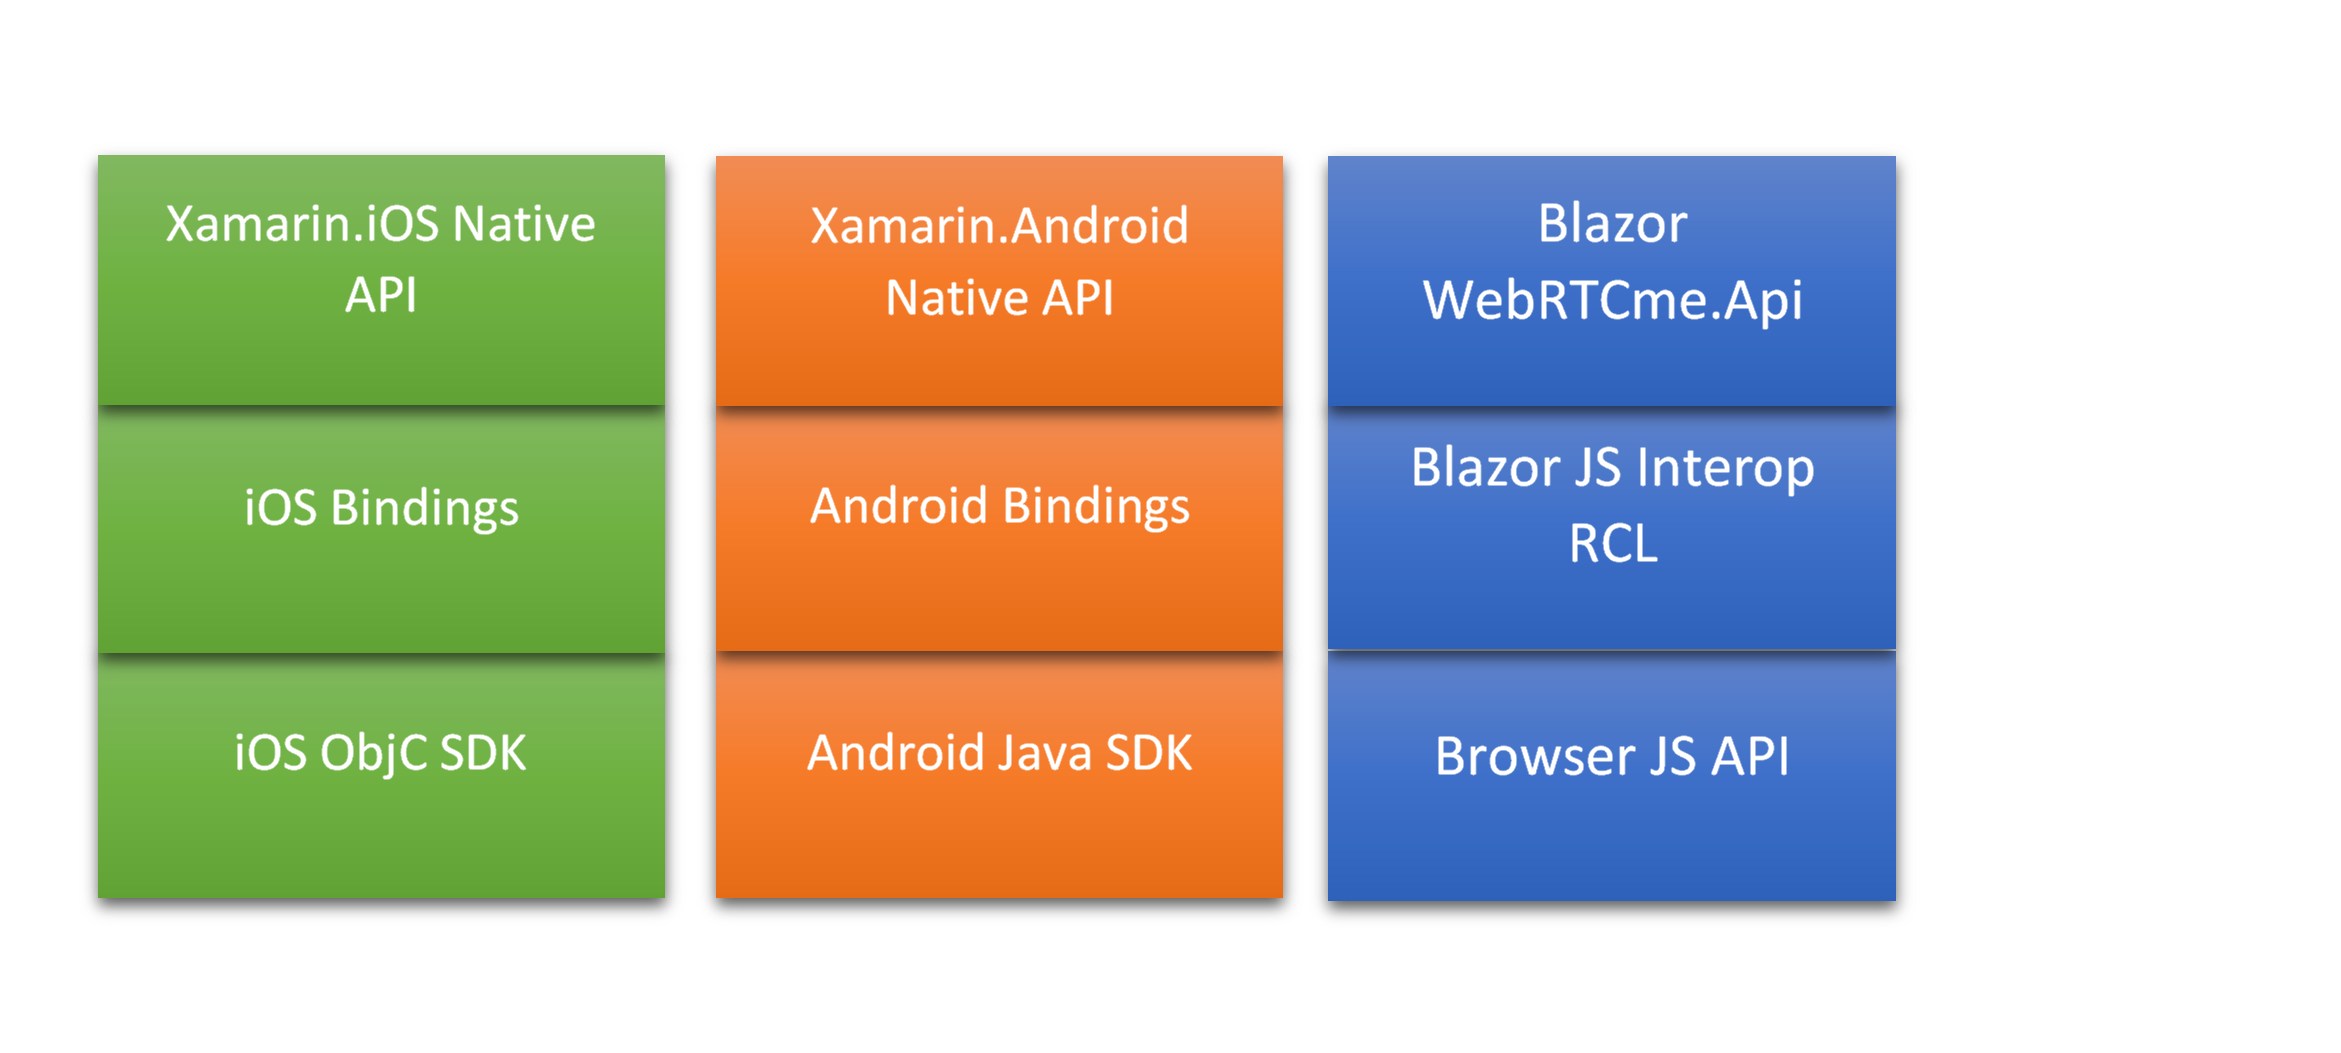 Xamarin.iOS Native
API
iOS Bindings
iOS ObjC SDK
Xamarin.Android
Native API
Android Bindings
Android Java SDK
Blazor
WebRTCme.Api
Blazor JS Interop
RCL
Browser JS API